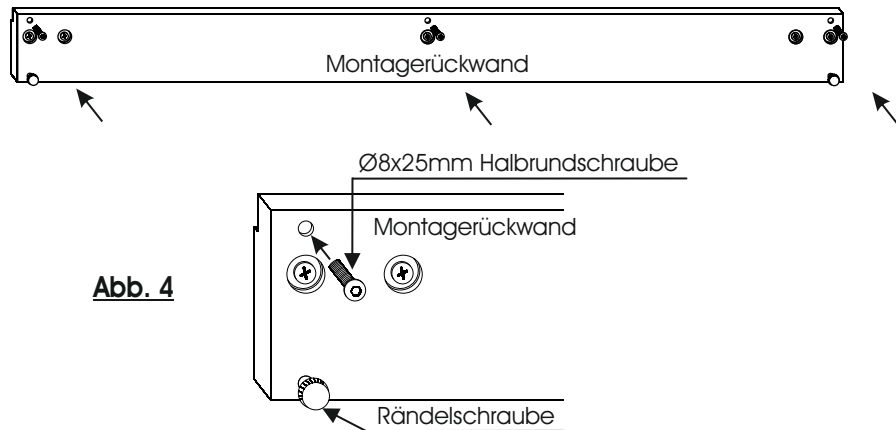 Montagerückwand
Ø8x25mm Halbrundschraube
Montagerückwand
Abb. 4
Rändelschraube